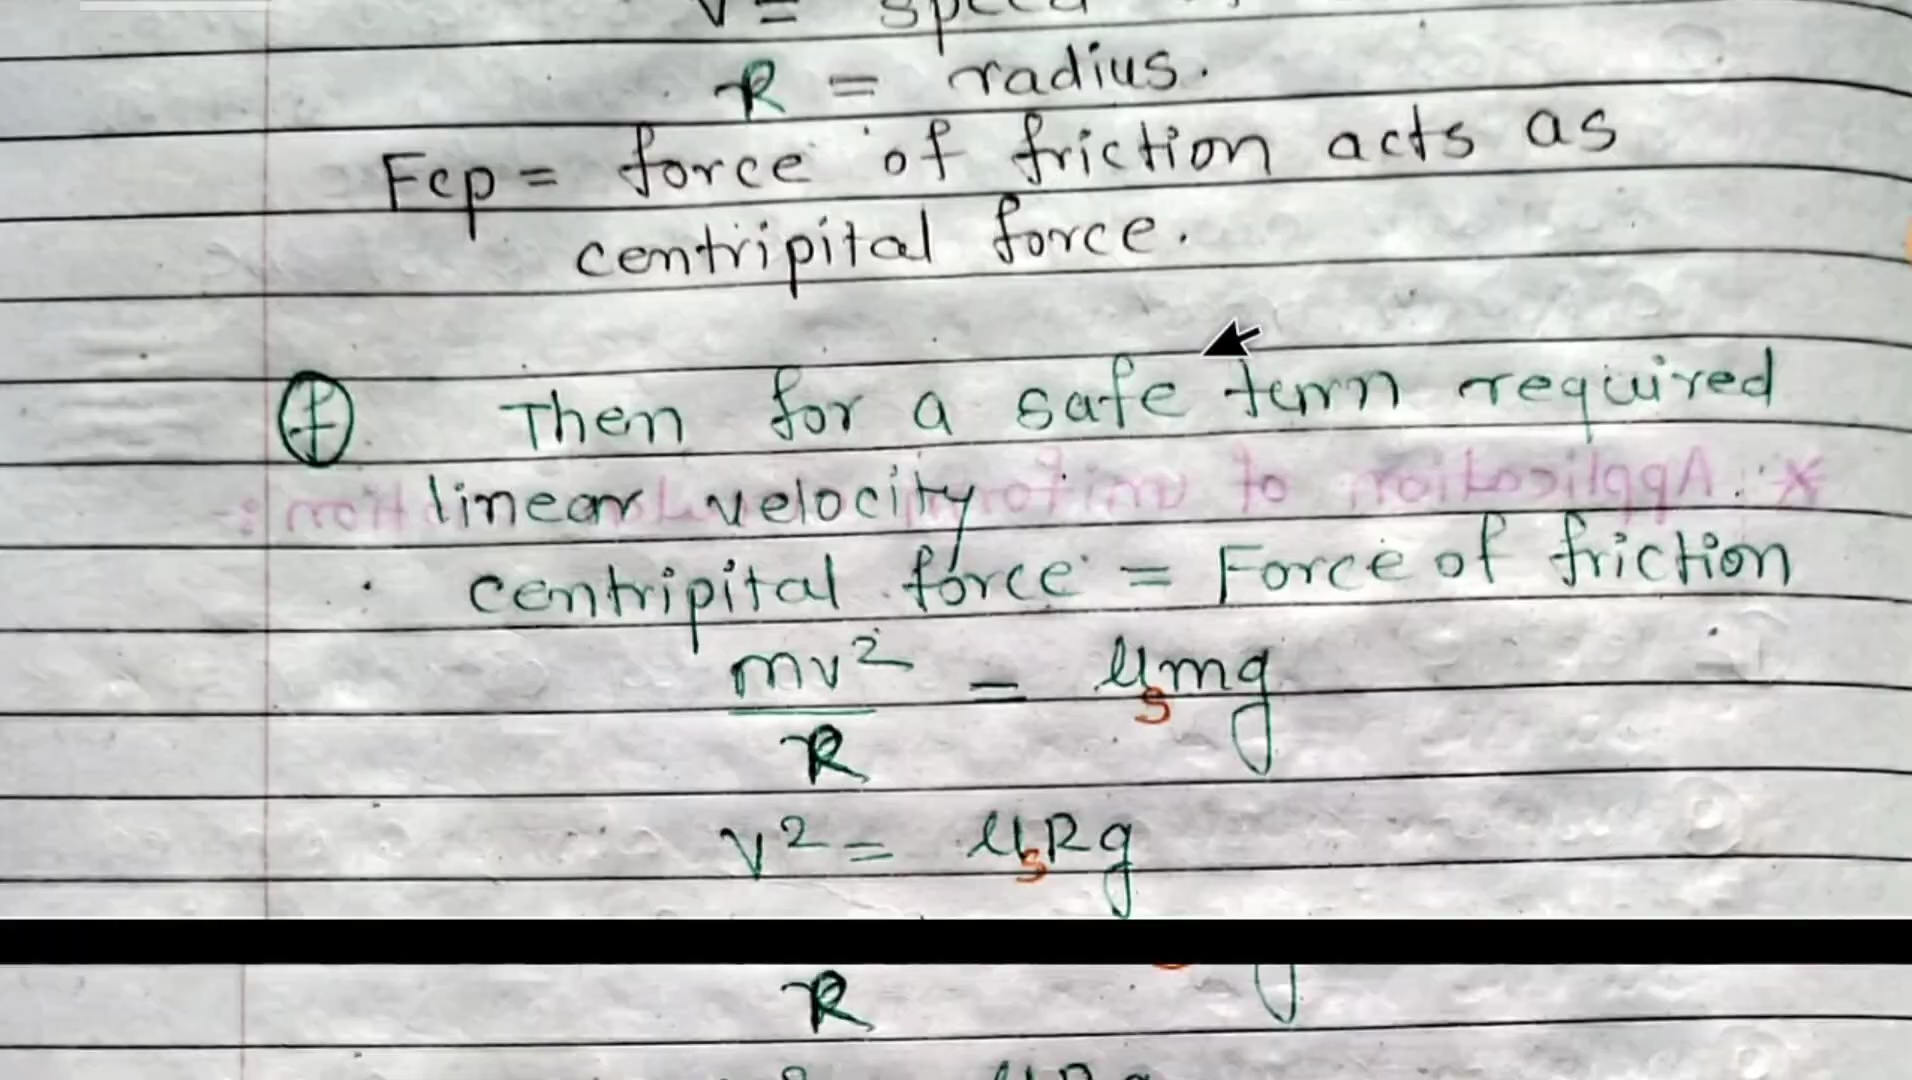 v = speed
R = radius.
Fcp = force of friction acts as
centripital force.
f Then for a safe turn required
linear velocity
centripital force = Force of friction
mv²
R
= μsmg
v² = μsRg
R